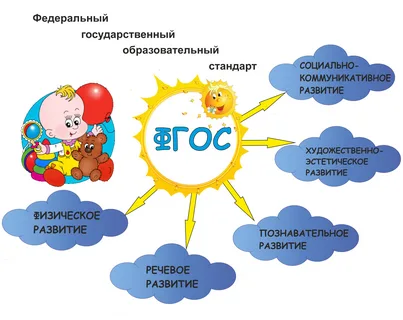 Федеральный
государственный
образовательный
стандарт
ФГОС
СОЦИАЛЬНО-
КОММУНИКАТИВНОЕ
РАЗВИТИЕ
ХУДОЖЕСТВЕННО-
ЭСТЕТИЧЕСКОЕ
РАЗВИТИЕ
ПОЗНАВАТЕЛЬНОЕ
РАЗВИТИЕ
РЕЧЕВОЕ
РАЗВИТИЕ
ФИЗИЧЕСКОЕ
РАЗВИТИЕ